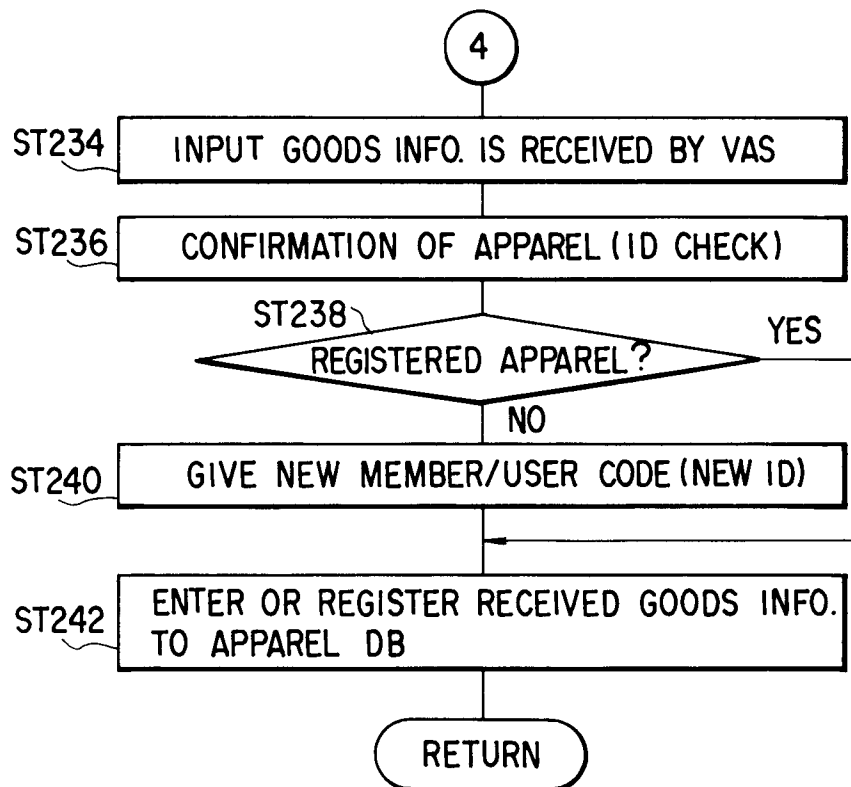 4
ST234
INPUT GOODS INFO. IS RECEIVED BY VAS
ST236
CONFIRMATION OF APPAREL (ID CHECK)
ST238
REGISTERED APPAREL?
YES
NO
ST240
GIVE NEW MEMBER/USER CODE (NEW ID)
ST242
ENTER OR REGISTER RECEIVED GOODS INFO.
TO APPAREL DB
RETURN